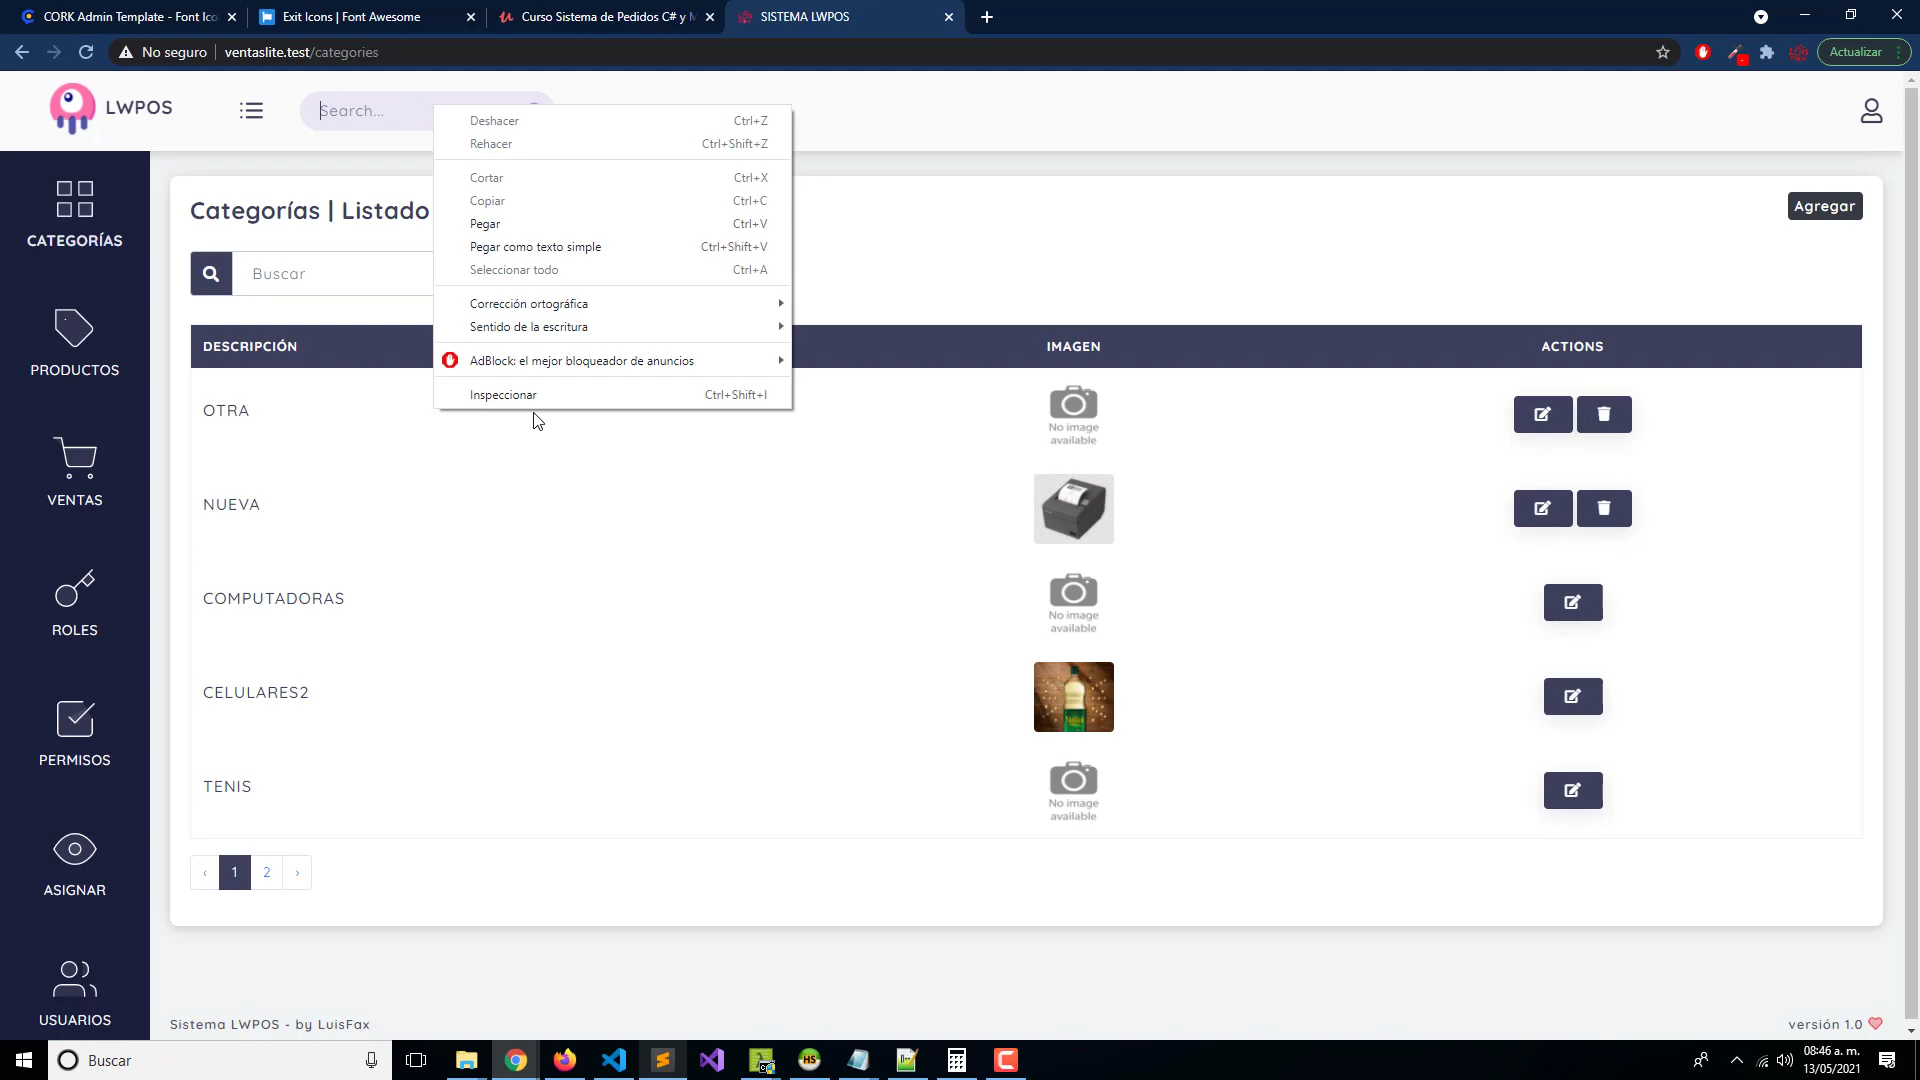 CORK Admin Template - Font Ico
Exit Icons | Font Awesome
Curso Sistema de Pedidos C# y M
SISTEMA LWPOS
No seguro
ventaslite.test/categories
Actualizar
LWPOS
Search...
Deshacer Ctrl+Z
Rehacer Ctrl+Shift+Z
Cortar Ctrl+X
Copiar Ctrl+C
Pegar Ctrl+V
Pegar como texto simple Ctrl+Shift+V
Seleccionar todo Ctrl+A
Corrección ortográfica
Sentido de la escritura
AdBlock: el mejor bloqueador de anuncios
Inspeccionar Ctrl+Shift+I
CATEGORÍAS
PRODUCTOS
VENTAS
ROLES
PERMISOS
ASIGNAR
USUARIOS
Categorías | Listado
Agregar
Buscar
DESCRIPCIÓN IMAGEN ACTIONS
OTRA
No image
available
NUEVA
COMPUTADORAS
No image
available
CELULARES2
TENIS
No image
available
‹ 1 2 ›
Sistema LWPOS - by LuisFax
versión 1.0
Buscar
HS
08:46 a. m.
13/05/2021